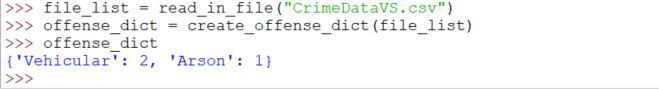 >>> file_list = read_in_file("CrimeDataVS.csv")
>>> offense_dict = create_offense_dict(file_list)
>>> offense_dict
{'Vehicular': 2, 'Arson': 1}
>>>